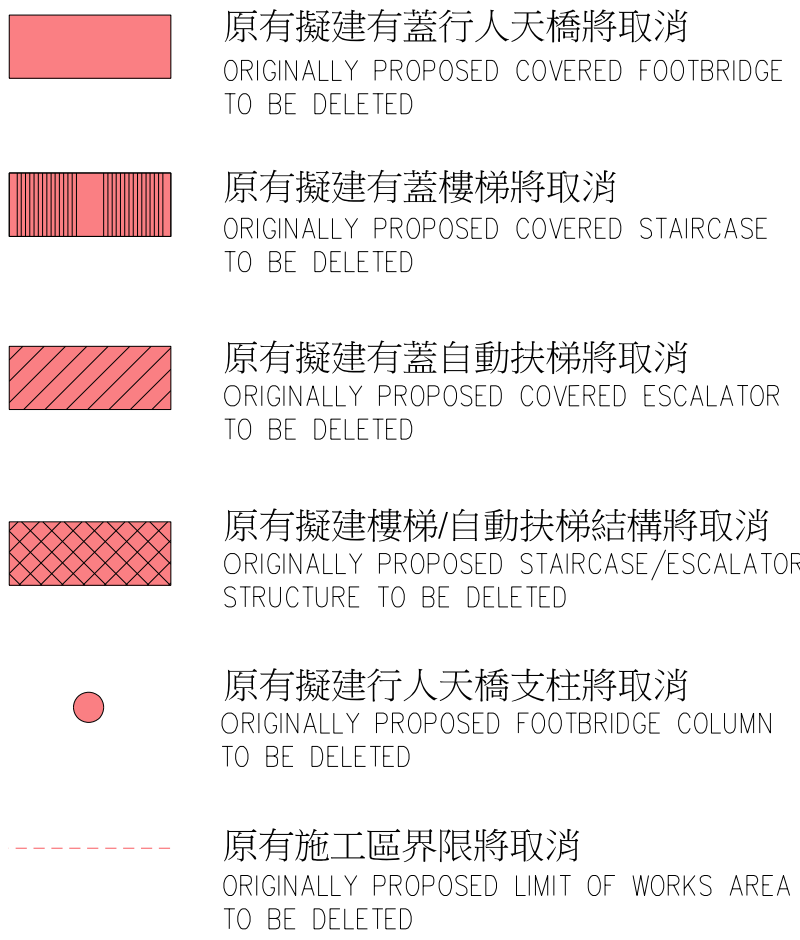 原有擬建有蓋行人天橋將取消
ORIGINALLY PROPOSED COVERED FOOTBRIDGE
TO BE DELETED
原有擬建有蓋樓梯將取消
ORIGINALLY PROPOSED COVERED STAIRCASE
TO BE DELETED
原有擬建有蓋自動扶梯將取消
ORIGINALLY PROPOSED COVERED ESCALATOR
TO BE DELETED
原有擬建樓梯/自動扶梯結構將取消
ORIGINALLY PROPOSED STAIRCASE/ESCALATOR
STRUCTURE TO BE DELETED
原有擬建行人天橋支柱將取消
ORIGINALLY PROPOSED FOOTBRIDGE COLUMN
TO BE DELETED
原有施工區界限將取消
ORIGINALLY PROPOSED LIMIT OF WORKS AREA
TO BE DELETED